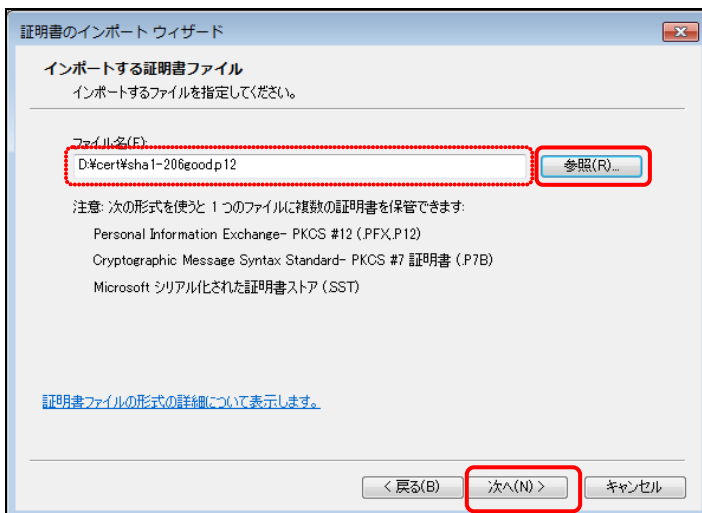 証明書のインポート ウィザード
インポートする証明書ファイル
インポートするファイルを指定してください。
ファイル名(F):
D:¥cert¥sha1-206good.p12
参照(R)...
注意: 次の形式を使うと 1 つのファイルに複数の証明書を保管できます:
Personal Information Exchange- PKCS #12 (.PFX,.P12)
Cryptographic Message Syntax Standard- PKCS #7 証明書 (.P7B)
Microsoft シリアル化された証明書ストア (.SST)
証明書ファイルの形式の詳細について表示します。
< 戻る(B)
次へ(N) >
キャンセル